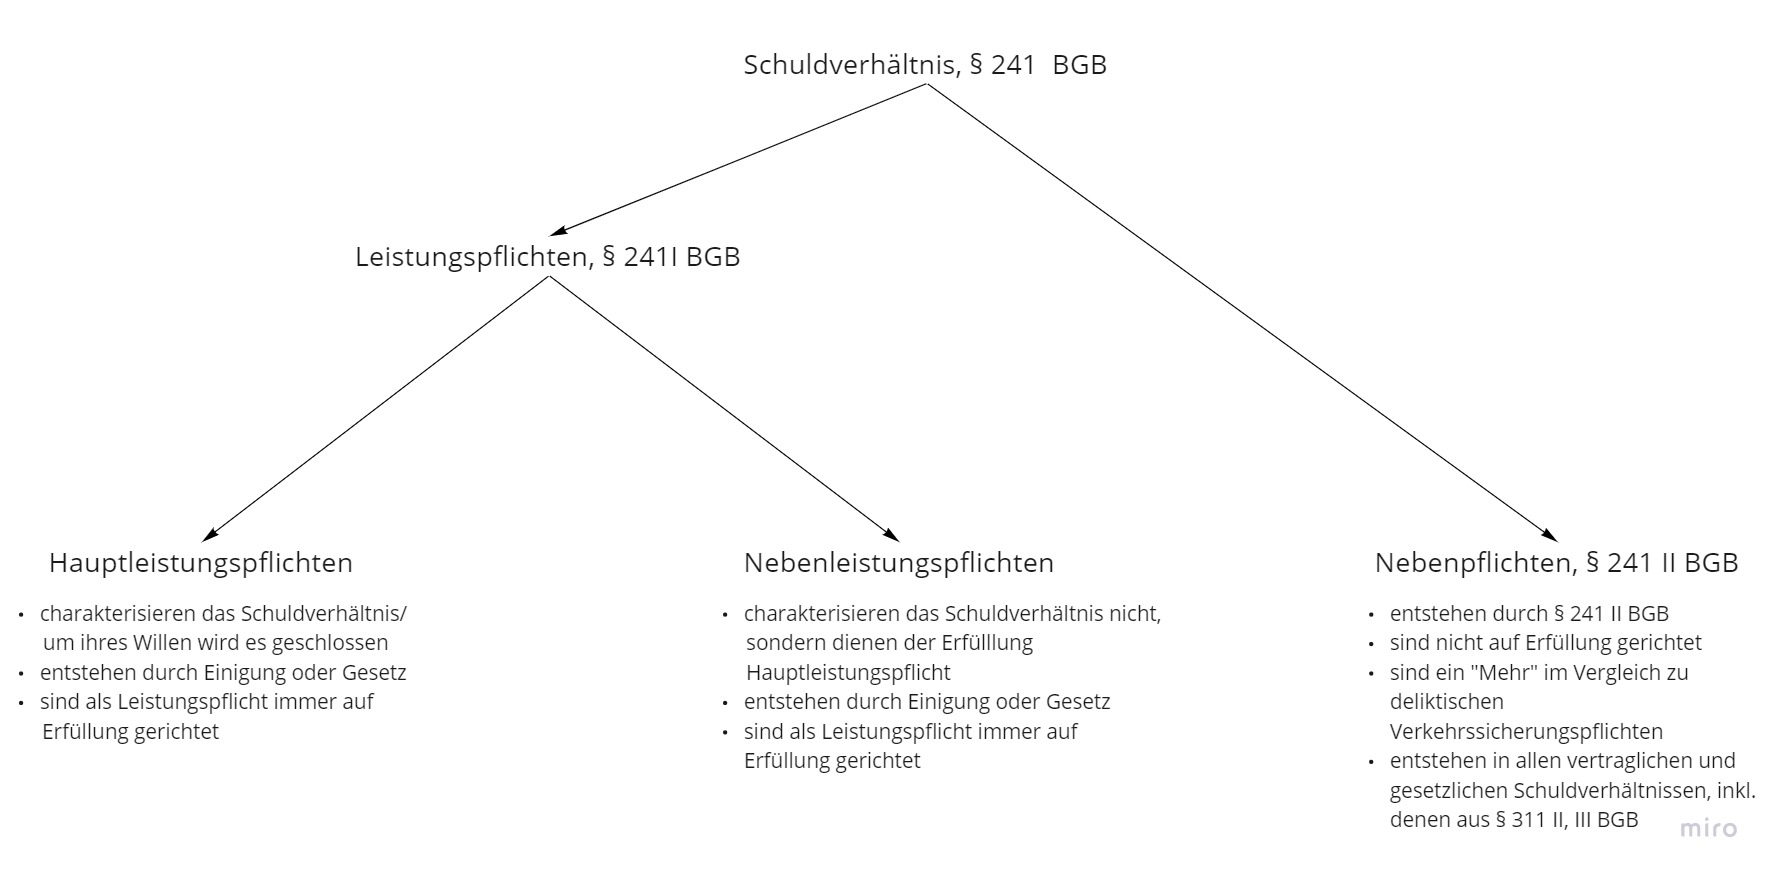 Schuldverhältnis, § 241 BGB
Leistungspflichten, § 241I BGB
Hauptleistungspflichten
• charakterisieren das Schuldverhältnis/
um ihres Willen wird es geschlossen
• entstehen durch Einigung oder Gesetz
• sind als Leistungspflicht immer auf
Erfüllung gerichtet
Nebenleistungspflichten
• charakterisieren das Schuldverhältnis nicht,
sondern dienen der Erfülllung
Hauptleistungspflicht
• entstehen durch Einigung oder Gesetz
• sind als Leistungspflicht immer auf
Erfüllung gerichtet
Nebenpflichten, § 241 II BGB
• entstehen durch § 241 II BGB
• sind nicht auf Erfüllung gerichtet
• sind ein "Mehr" im Vergleich zu
deliktischen
Verkehrssicherungspflichten
• entstehen in allen vertraglichen und
gesetzlichen Schuldverhältnissen, inkl.
denen aus § 311 II, III BGB
miro